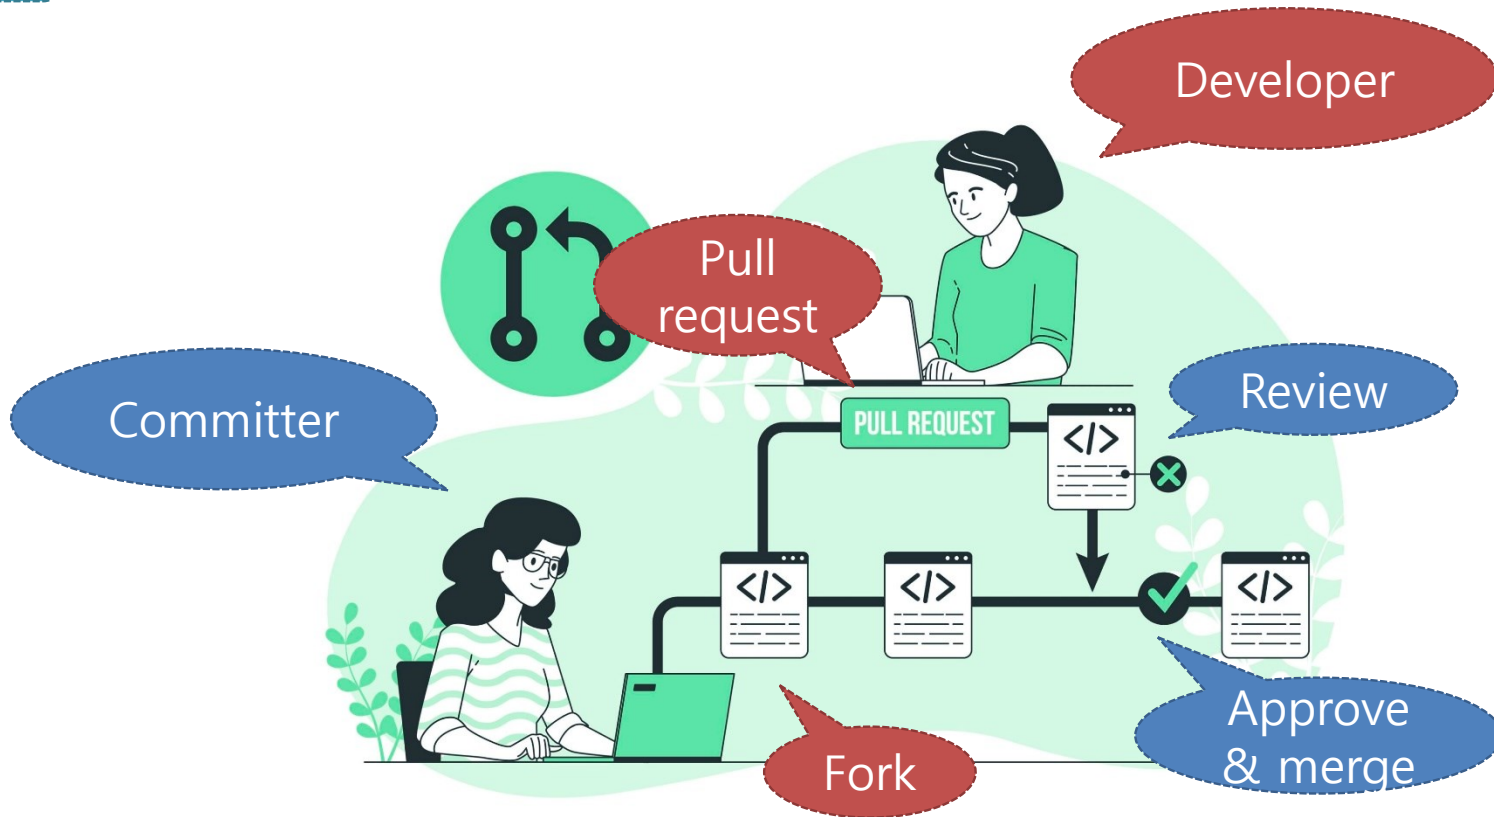 Developer
Pull
request
Committer
Review
PULL REQUEST
</>
</>
</>
</>
Approve
& merge
Fork